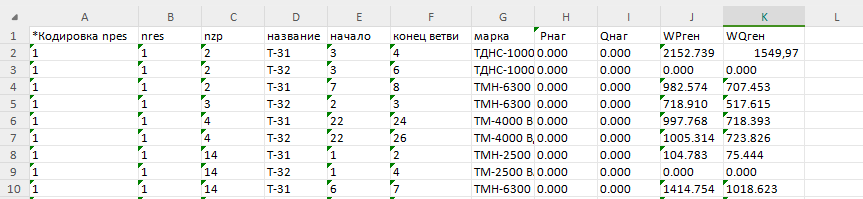 A B C D E F G H I J K L
1 *Кодировка npes nres nzp название начало конец ветви марка Рнаг Qнаг WPген WQген
2 1 1 2 Т-31 3 4 ТДНС-1000 0.000 0.000 2152.739 1549,97
3 1 1 2 Т-32 3 6 ТДНС-1000 0.000 0.000 0.000 0.000
4 1 1 2 Т-31 7 8 ТМН-6300 0.000 0.000 982.574 707.453
5 1 1 3 Т-32 2 3 ТМН-6300 0.000 0.000 718.910 517.615
6 1 1 4 Т-31 22 24 ТМ-4000 В 0.000 0.000 997.768 718.393
7 1 1 4 Т-32 22 26 ТМ-4000 В 0.000 0.000 1005.314 723.826
8 1 1 14 Т-31 1 2 ТМН-2500 0.000 0.000 104.783 75.444
9 1 1 14 Т-32 1 4 ТМ-2500 В 0.000 0.000 0.000 0.000
10 1 1 14 Т-31 6 7 ТМН-6300 0.000 0.000 1414.754 1018.623